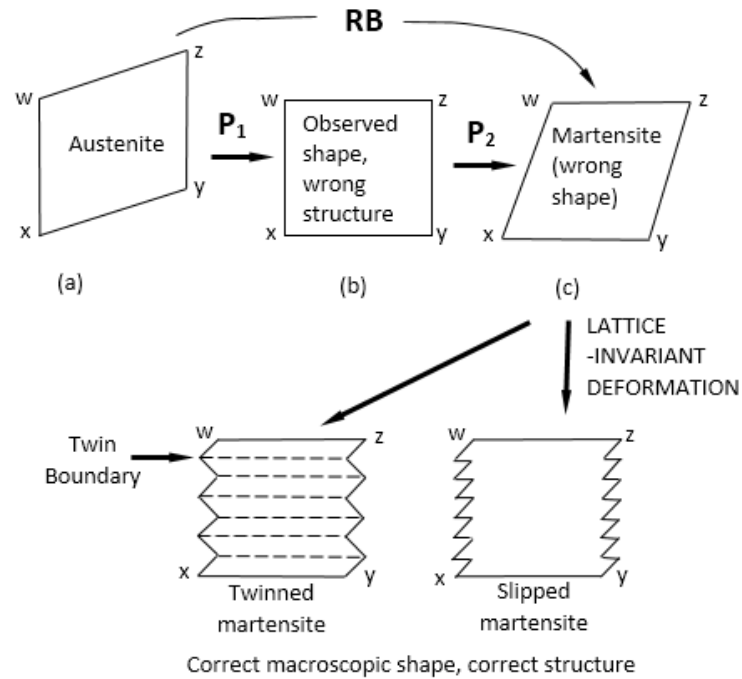 RB
z
w
Austenite
y
x
(a)
P₁
w
z
Observed
shape,
wrong
structure
x
y
(b)
P₂
w
z
Martensite
(wrong
shape)
x
y
(c)
LATTICE
-INVARIANT
DEFORMATION
Twin
Boundary
w
z
x
y
Twinned
martensite
w
z
x
y
Slipped
martensite
Correct macroscopic shape, correct structure